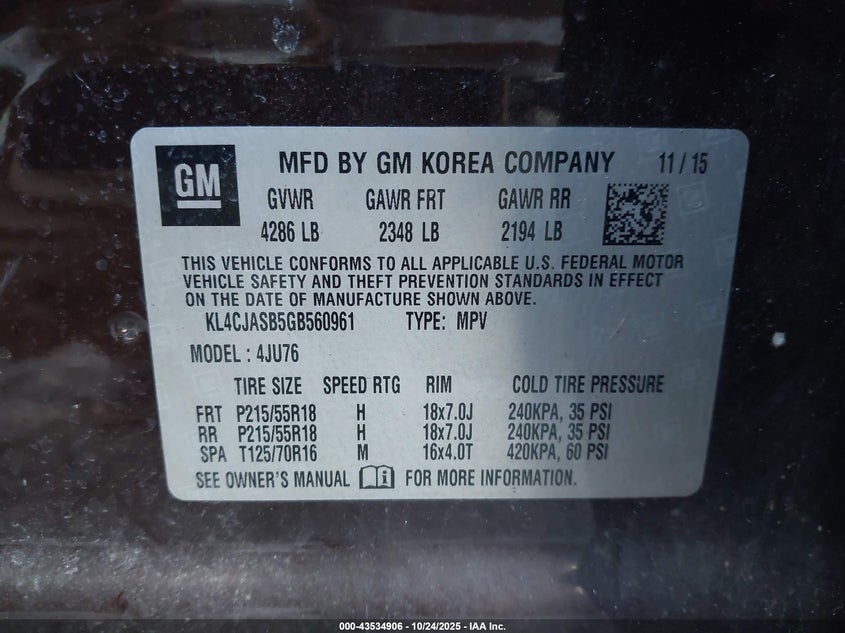 GM
MFD BY GM KOREA COMPANY 11 / 15
GVWR GAWR FRT GAWR RR
4286 LB 2348 LB 2194 LB
THIS VEHICLE CONFORMS TO ALL APPLICABLE U.S. FEDERAL MOTOR
VEHICLE SAFETY AND THEFT PREVENTION STANDARDS IN EFFECT
ON THE DATE OF MANUFACTURE SHOWN ABOVE.
KL4CJASB5GB560961 TYPE: MPV
MODEL : 4JU76
TIRE SIZE SPEED RTG RIM COLD TIRE PRESSURE
FRT P215/55R18 H 18x7.0J 240KPA, 35 PSI
RR P215/55R18 H 18x7.0J 240KPA, 35 PSI
SPA T125/70R16 M 16x4.0T 420KPA, 60 PSI
SEE OWNER'S MANUAL i FOR MORE INFORMATION.
000-43534906 - 10/24/2025 - IAA Inc.